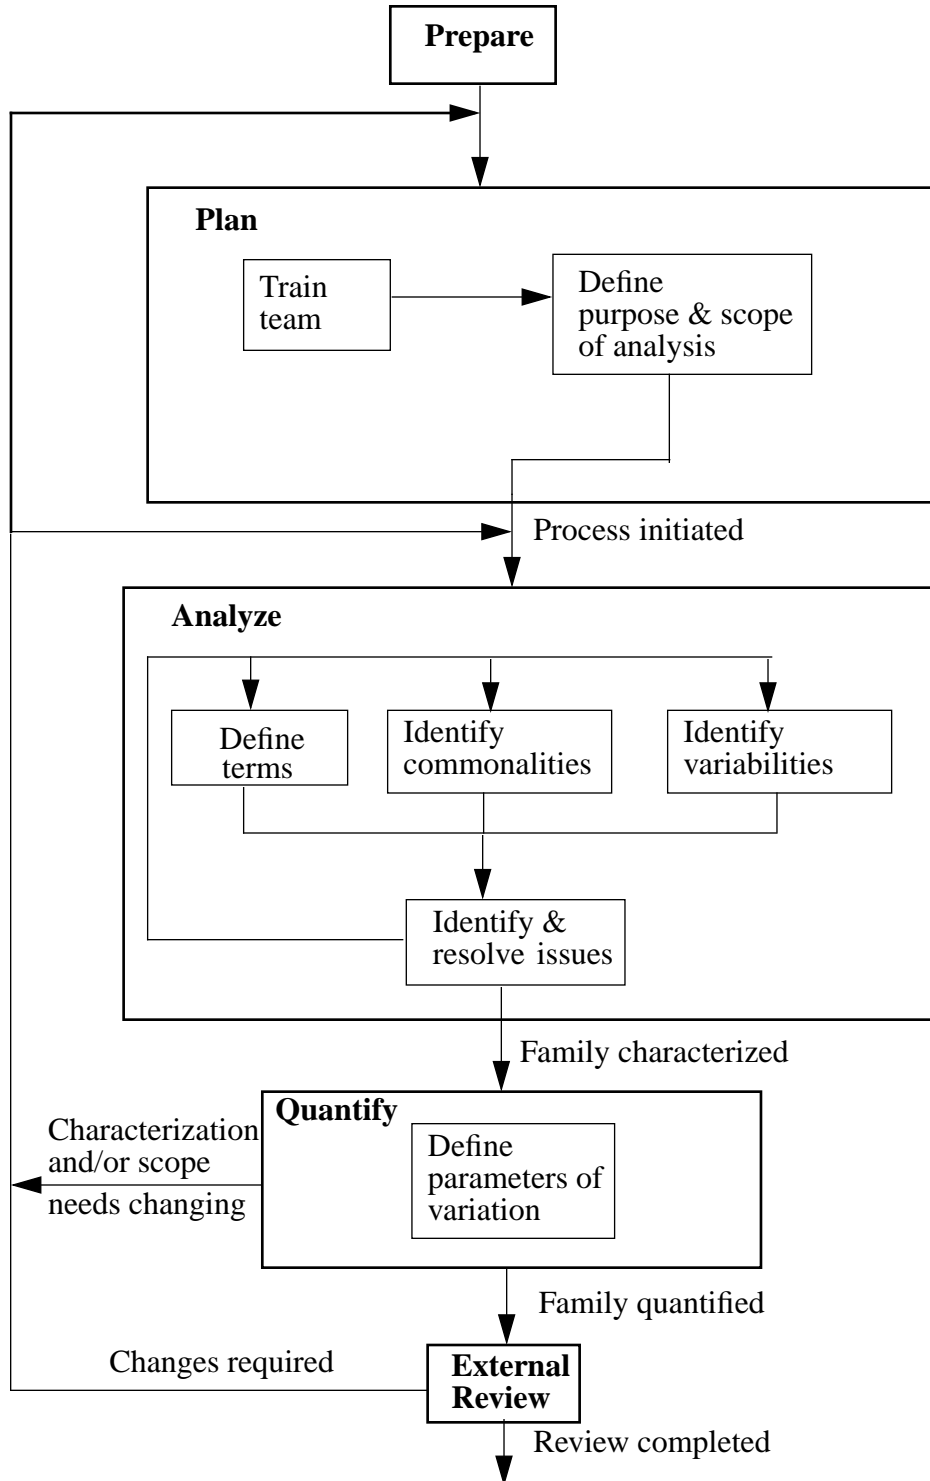 Prepare
Plan
Train
team
Define
purpose & scope
of analysis
Process initiated
Analyze
Define
terms
Identify
commonalities
Identify
variabilities
Identify &
resolve issues
Family characterized
Quantify
Characterization
and/or scope
needs changing
Define
parameters of
variation
Family quantified
Changes required
External
Review
Review completed